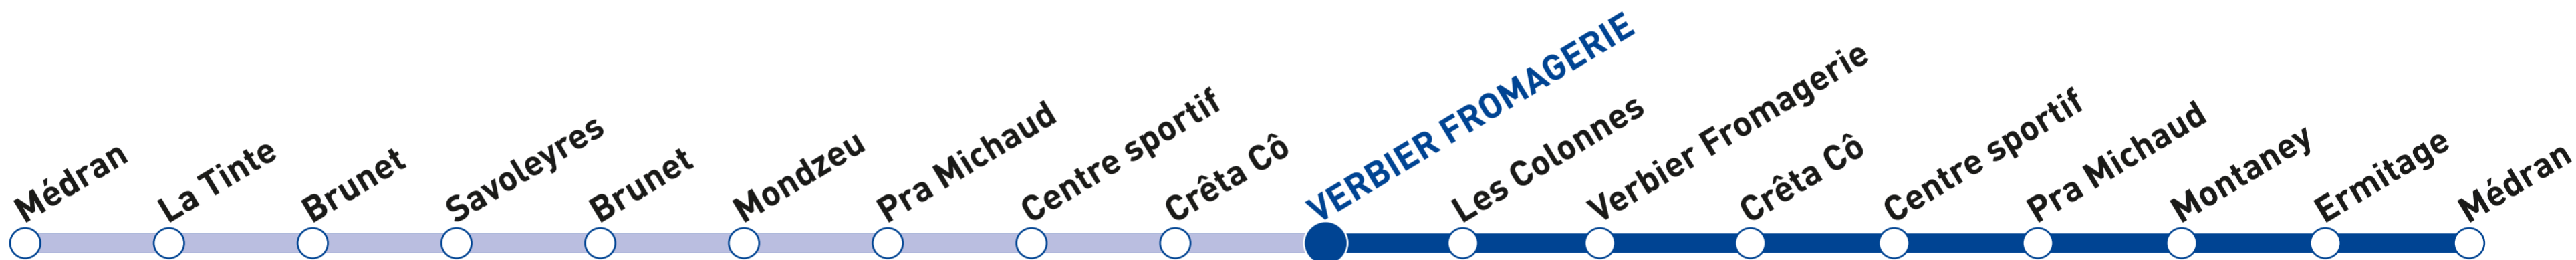 Médran
La Tinte
Brunet
Savoleyres
Brunet
Mondzeu
Pra Michaud
Centre sportif
Crêta Cô
VERBIER FROMAGERIE
Les Colonnes
Verbier Fromagerie
Crêta Cô
Centre sportif
Pra Michaud
Montaney
Ermitage
Médran